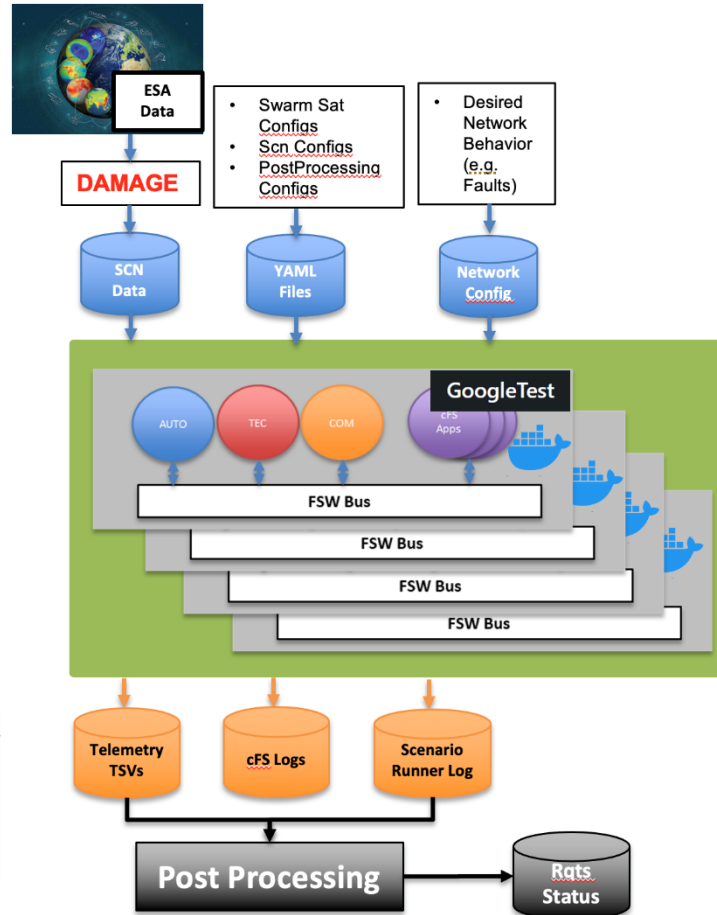 ESA
Data
DAMAGE
• Swarm Sat
Configs
• Scn Configs
• PostProcessing
Configs
• Desired
Network
Behavior
(e.g.
Faults)
SCN
Data
YAML
Files
Network
Config
GoogleTest
AUTO
TEC
COM
cFS
Apps
FSW Bus
FSW Bus
FSW Bus
FSW Bus
Telemetry
TSVs
cFS Logs
Scenario
Runner Log
Post Processing
Rqts
Status